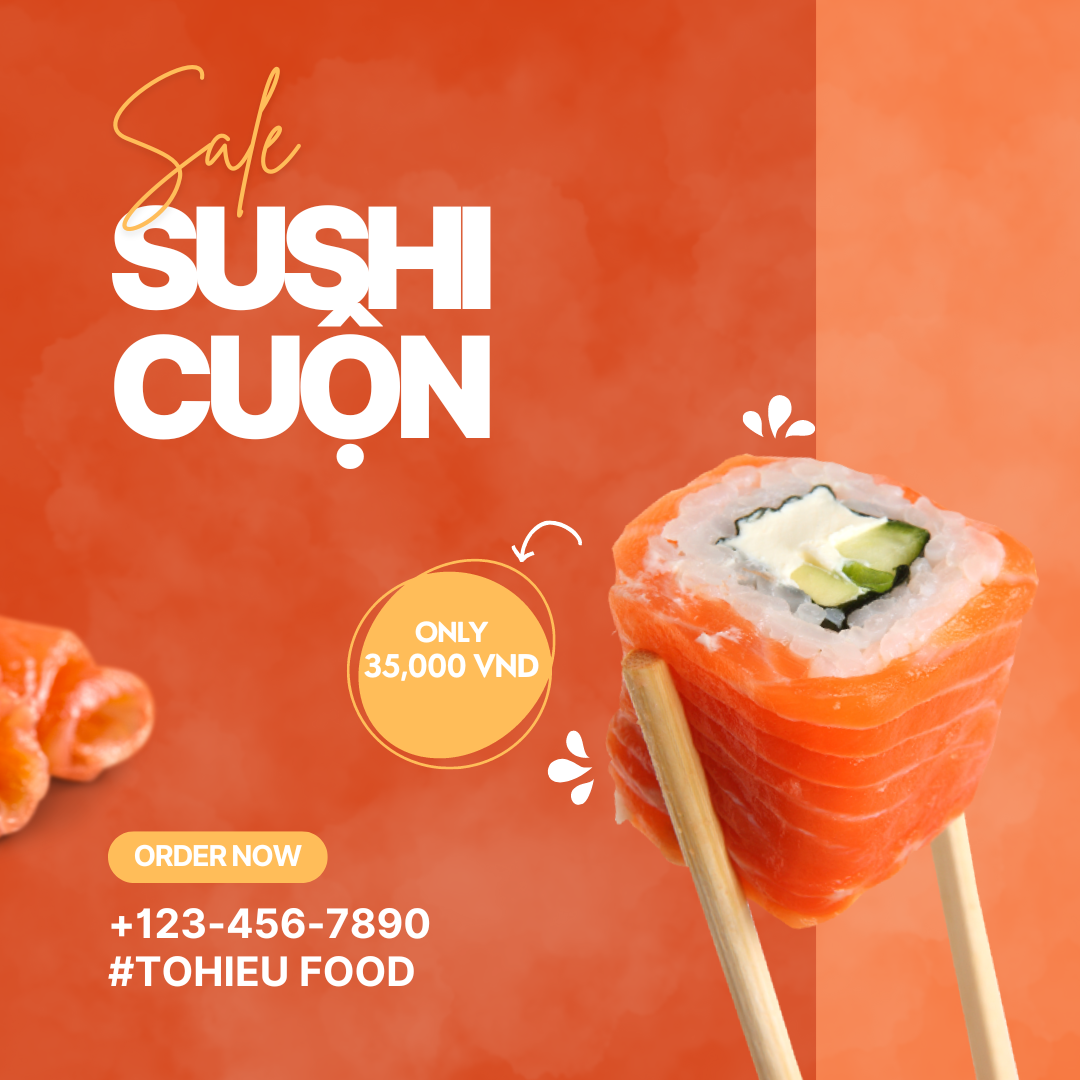 Sale
SUSHI
CUỘN
ONLY
35,000 VND
ORDER NOW
+123-456-7890
#TOHIEU FOOD